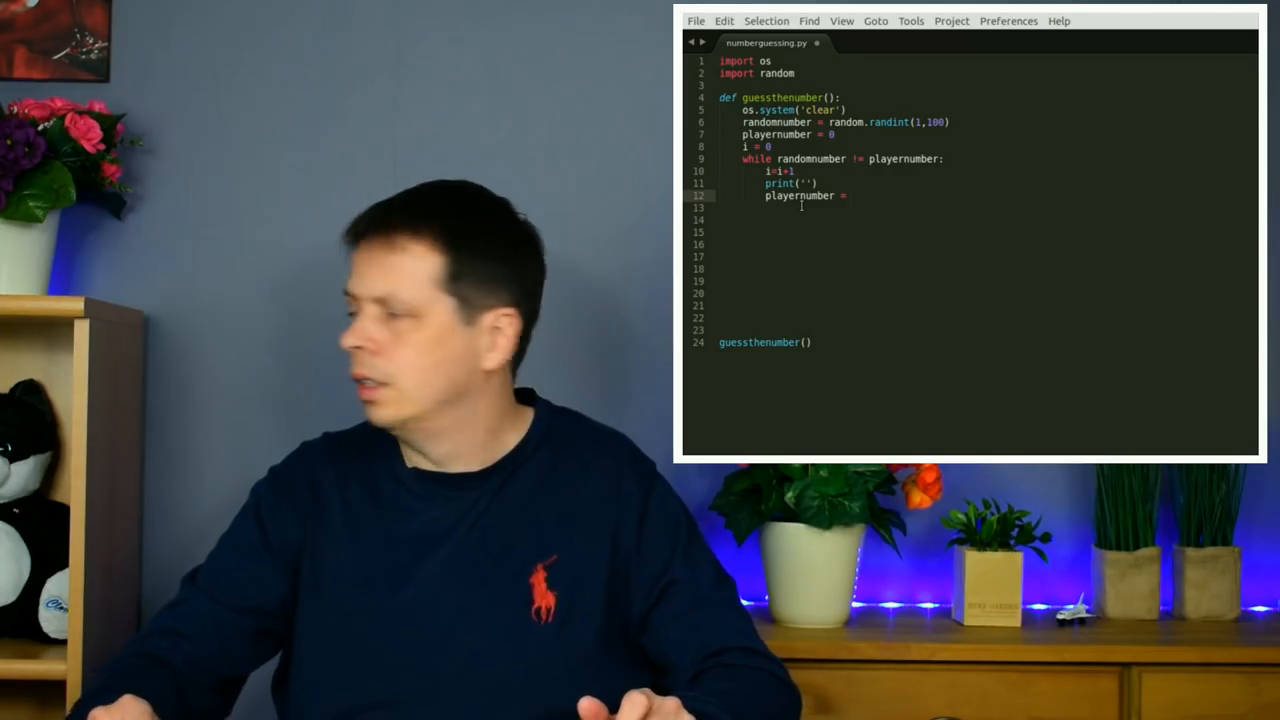 File Edit Selection Find View Goto Tools Project Preferences Help
numberguessing.py
1 import os
2 import random
3
4 def guessthenumber():
5 os.system('clear')
6 randomnumber = random.randint(1,100)
7 playernumber = 0
8 i = 0
9 while randomnumber != playernumber:
10 i=i+1
11 print('')
12 playernumber =
13
14
15
16
17
18
19
20
21
22
23
24 guessthenumber()